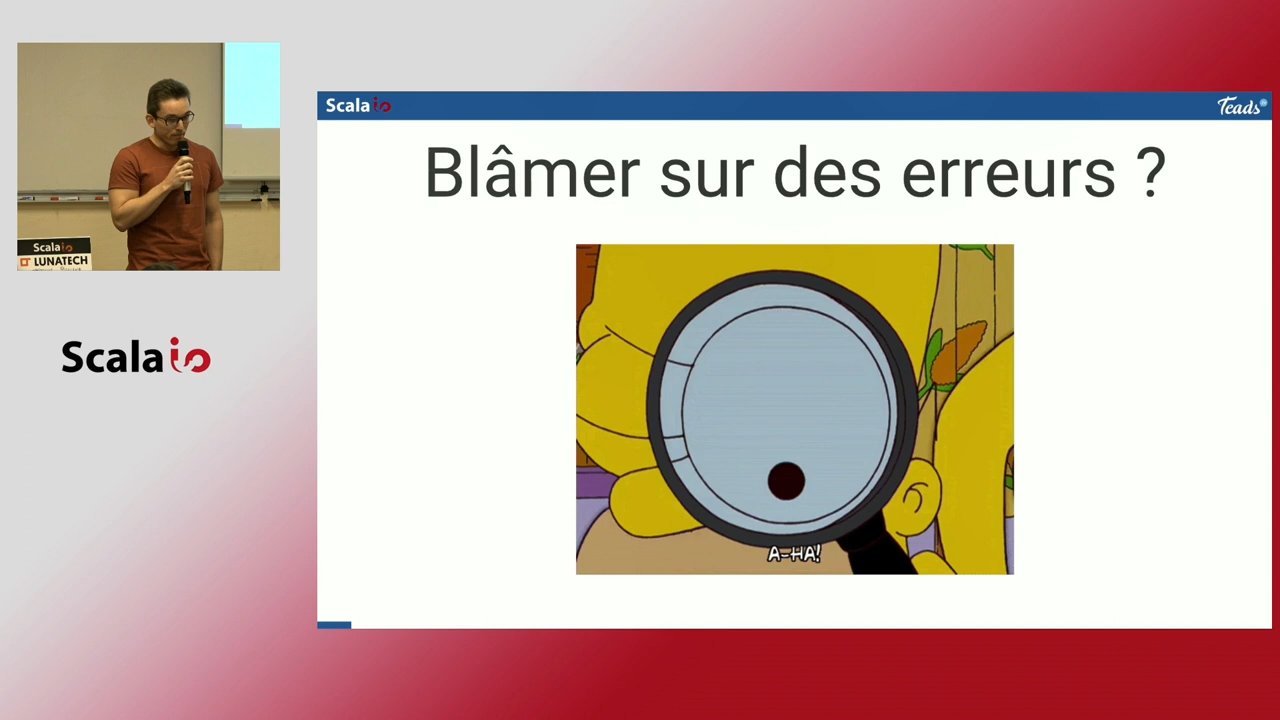 Scala io
LUNATECH
Scala io
Scala io
Teads
Blâmer sur des erreurs ?
A-HA!